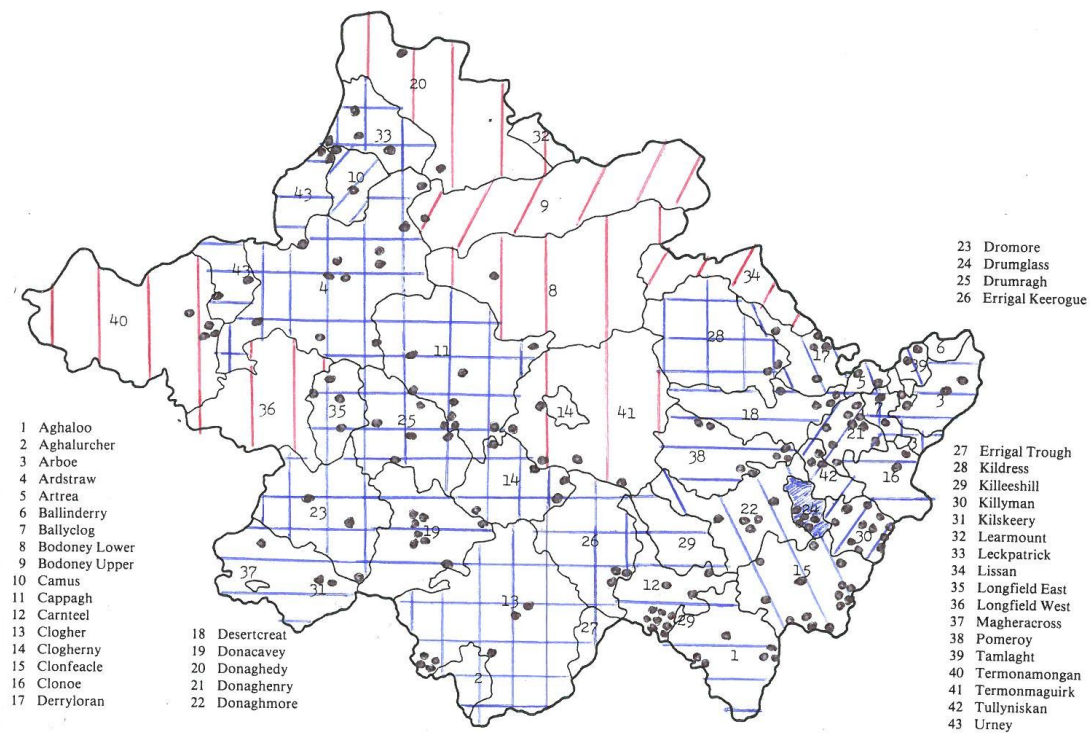 20
32
33
10
43
9
43
4
8
34
40
11
28
17
6
39
5
3
36
35
25
14
41
18
7
21
38
42
16
14
23
19
26
22
24
30
29
37
31
13
12
15
27
29
1
2
1 Aghaloo
2 Aghalurcher
3 Arboe
4 Ardstraw
5 Artrea
6 Ballinderry
7 Ballyclog
8 Bodoney Lower
9 Bodoney Upper
10 Camus
11 Cappagh
12 Carnteel
13 Clogher
14 Clogherny
15 Clonfeacle
16 Clonoe
17 Derryloran
18 Desertcreat
19 Donacavey
20 Donaghedy
21 Donaghenry
22 Donaghmore
23 Dromore
24 Drumglass
25 Drumragh
26 Errigal Keerogue
27 Errigal Trough
28 Kildress
29 Killeeshill
30 Killyman
31 Kilskeery
32 Learmount
33 Leckpatrick
34 Lissan
35 Longfield East
36 Longfield West
37 Magheracross
38 Pomeroy
39 Tamlaght
40 Termonamongan
41 Termonmaguirk
42 Tullyniskan
43 Urney